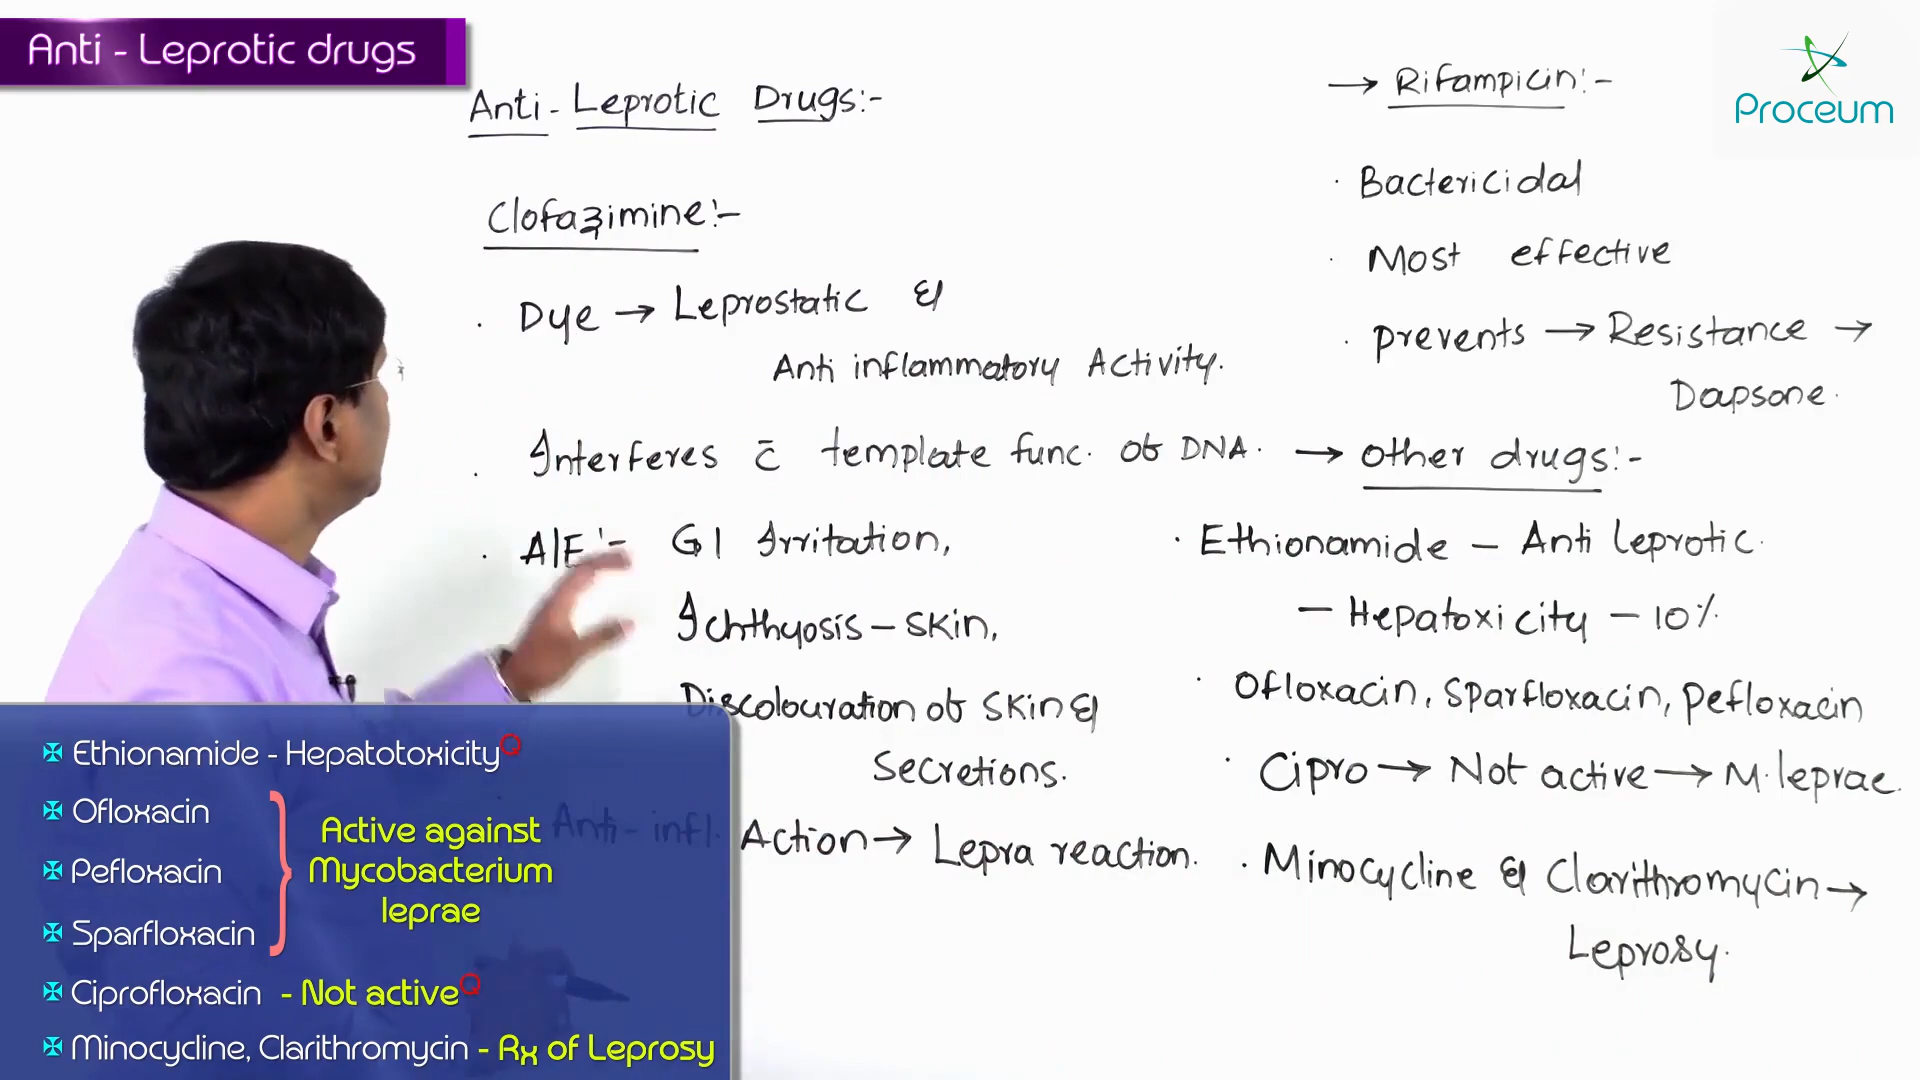 Anti - Leprotic drugs
Proceum
Anti - Leprotic Drugs:-
Clofazimine:-
· Dye → Leprostatic &
Anti inflammatory Activity.
· Interferes c̄ template func. of DNA.
· A/E:- GI Irritation,
Ichthyosis - Skin,
Discolouration of Skin &
Secretions.
Anti-infl. Action → Lepra reaction.
→ Rifampicin:-
· Bactericidal
· Most effective
· prevents → Resistance →
Dapsone.
→ other drugs:-
· Ethionamide - Anti leprotic.
- Hepatoxicity - 10%
· Ofloxacin, Sparfloxacin, Pefloxacin
· Cipro → Not active → M. leprae.
· Minocycline & Clarithromycin →
Leprosy.
Ethionamide - Hepatotoxicity Q
Ofloxacin
Pefloxacin
Sparfloxacin
Active against
Mycobacterium
leprae
Ciprofloxacin - Not active Q
Minocycline, Clarithromycin - Rx of Leprosy